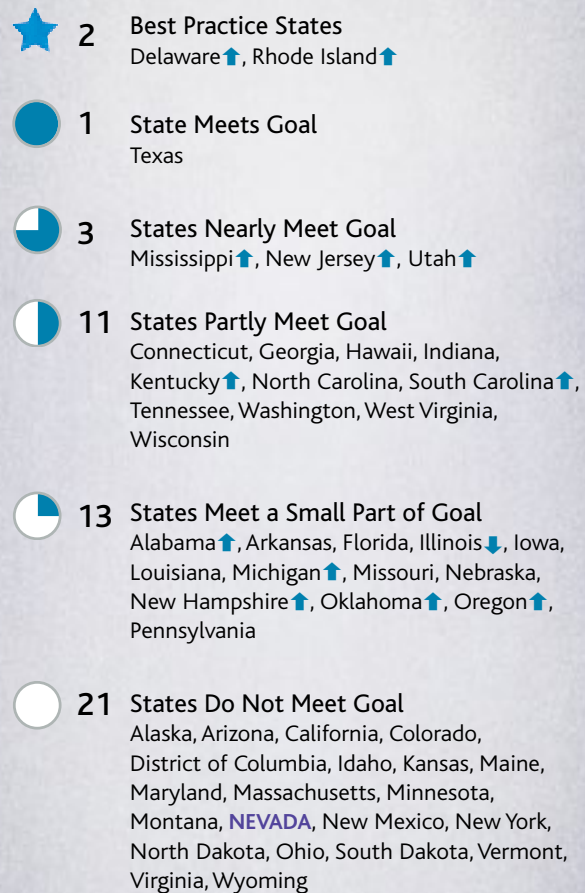 2 Best Practice States
Delaware⬆, Rhode Island⬆
1 State Meets Goal
Texas
3 States Nearly Meet Goal
Mississippi⬆, New Jersey⬆, Utah⬆
11 States Partly Meet Goal
Connecticut, Georgia, Hawaii, Indiana,
Kentucky⬆, North Carolina, South Carolina⬆,
Tennessee, Washington, West Virginia,
Wisconsin
13 States Meet a Small Part of Goal
Alabama⬆, Arkansas, Florida, Illinois⬇, Iowa,
Louisiana, Michigan⬆, Missouri, Nebraska,
New Hampshire⬆, Oklahoma⬆, Oregon⬆,
Pennsylvania
21 States Do Not Meet Goal
Alaska, Arizona, California, Colorado,
District of Columbia, Idaho, Kansas, Maine,
Maryland, Massachusetts, Minnesota,
Montana, NEVADA, New Mexico, New York,
North Dakota, Ohio, South Dakota, Vermont,
Virginia, Wyoming